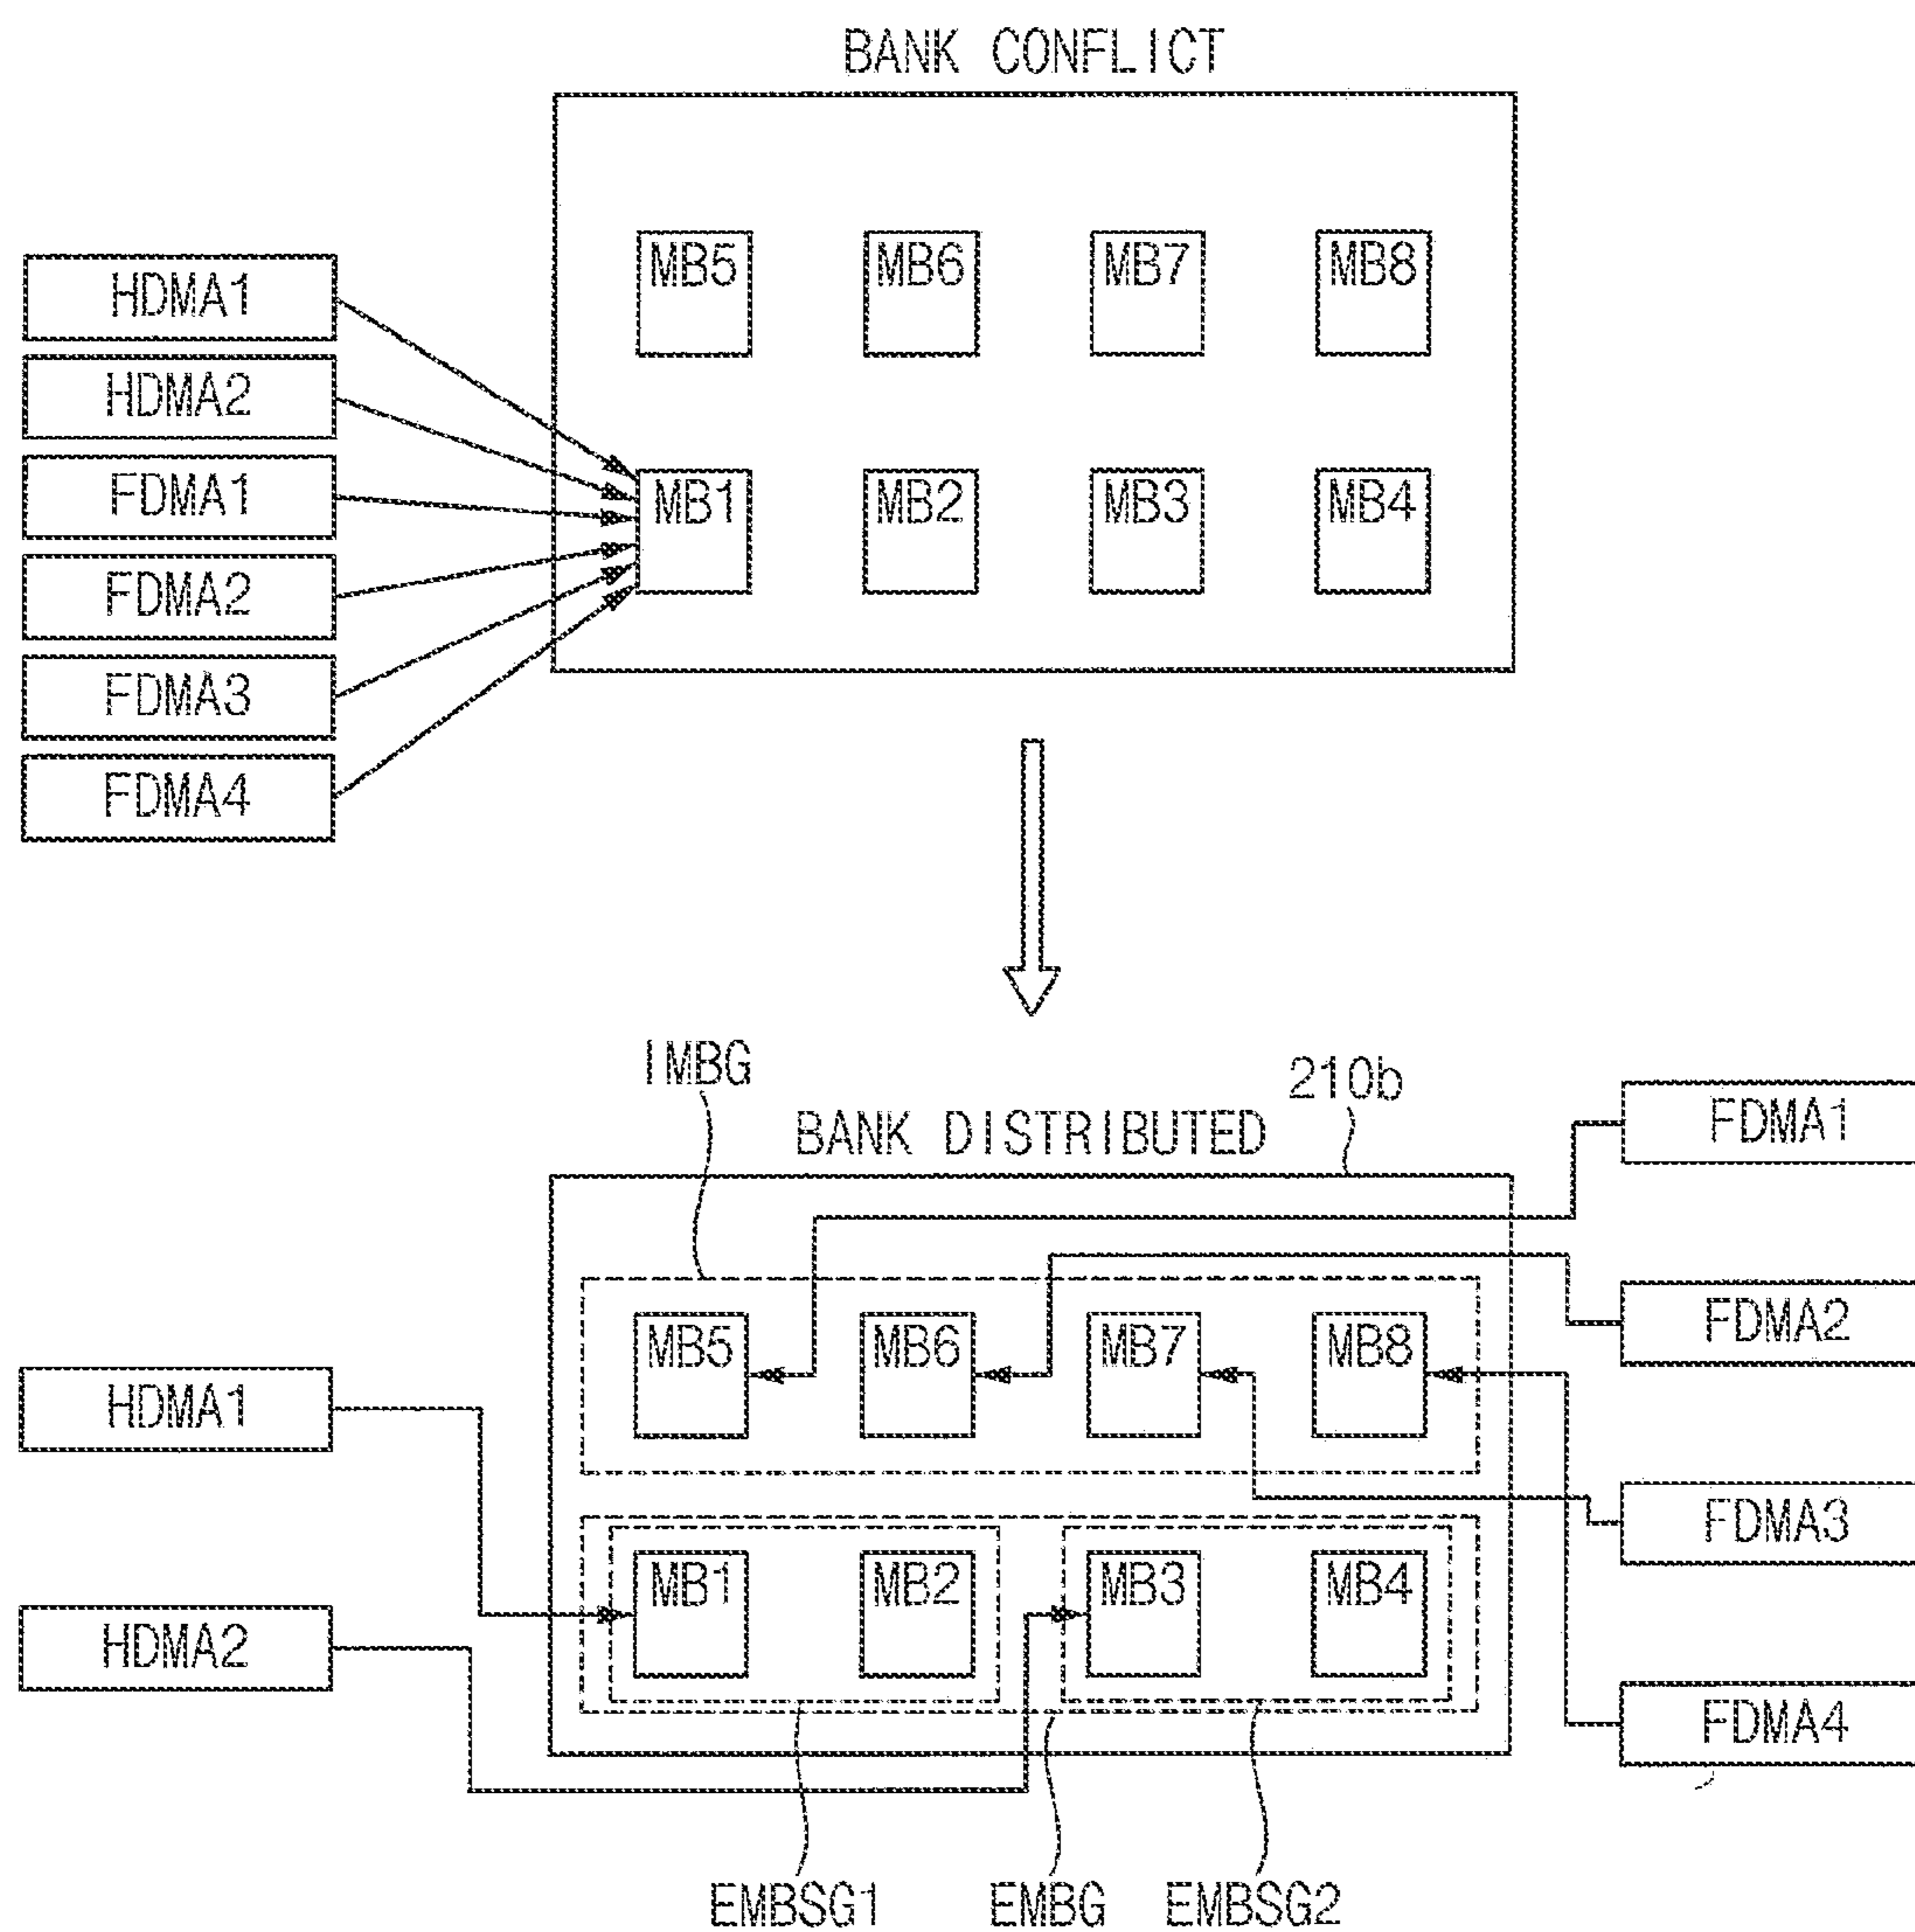 BANK CONFLICT
MB5 MB6 MB7 MB8
HDMA1
HDMA2
FDMA1
FDMA2
FDMA3
FDMA4
MB1 MB2 MB3 MB4
IMBG
210b
BANK DISTRIBUTED
FDMA1
FDMA2
MB5 MB6 MB7 MB8
HDMA1
FDMA3
MB1 MB2 MB3 MB4
HDMA2
FDMA4
EMBSG1 EMBG EMBSG2